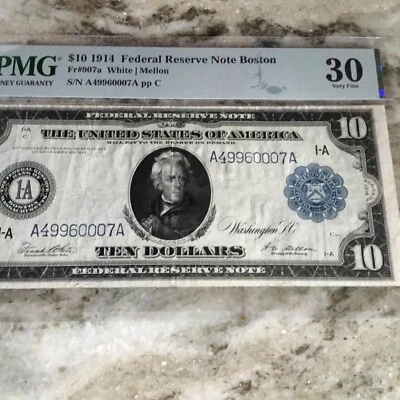 PMG
NEY GUARANTY
$10 1914 Federal Reserve Note Boston
Fr#907a White | Mellon
S/N A49960007A pp C
30
Very Fine
FEDERAL RESERVE NOTE
10
1-A
C
THE UNITED STATES OF AMERICA
WILL PAY TO THE BEARER ON DEMAND
A49960007A
1-A
1-A
1-A
A49960007A
Washington, D.C.
1-A
TEN DOLLARS
10
FEDERAL RESERVE NOTE